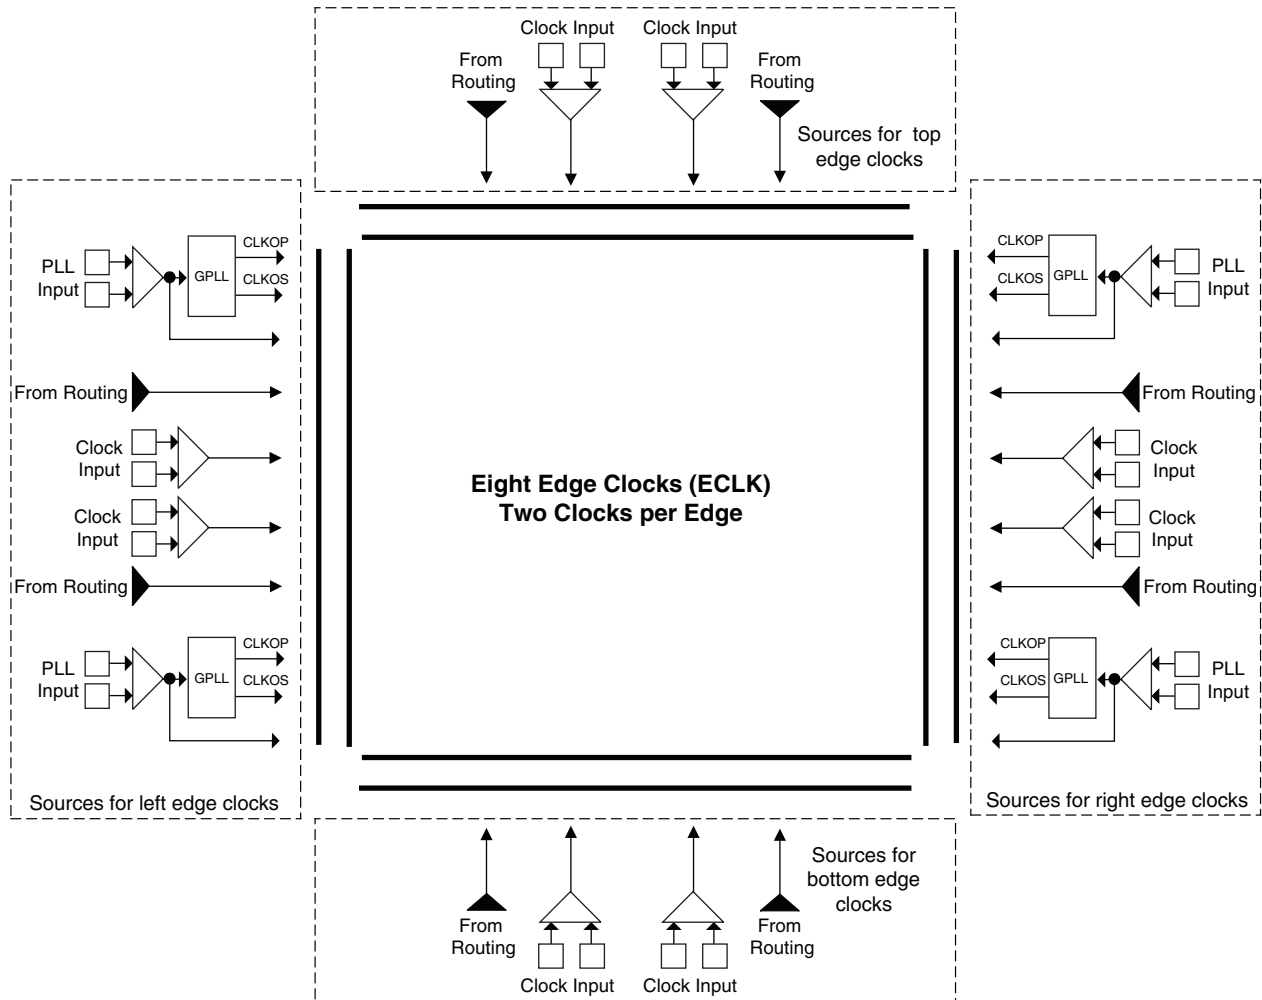 Clock Input
Clock Input
From
Routing
From
Routing
Sources for top
edge clocks
PLL
Input
GPLL
CLKOP
CLKOS
From Routing
Clock
Input
Clock
Input
From Routing
PLL
Input
GPLL
CLKOP
CLKOS
Sources for left edge clocks
Eight Edge Clocks (ECLK)
Two Clocks per Edge
CLKOP
CLKOS
GPLL
PLL
Input
From Routing
Clock
Input
Clock
Input
From Routing
CLKOP
CLKOS
GPLL
PLL
Input
Sources for right edge clocks
Sources for
bottom edge
clocks
From
Routing
From
Routing
Clock Input
Clock Input